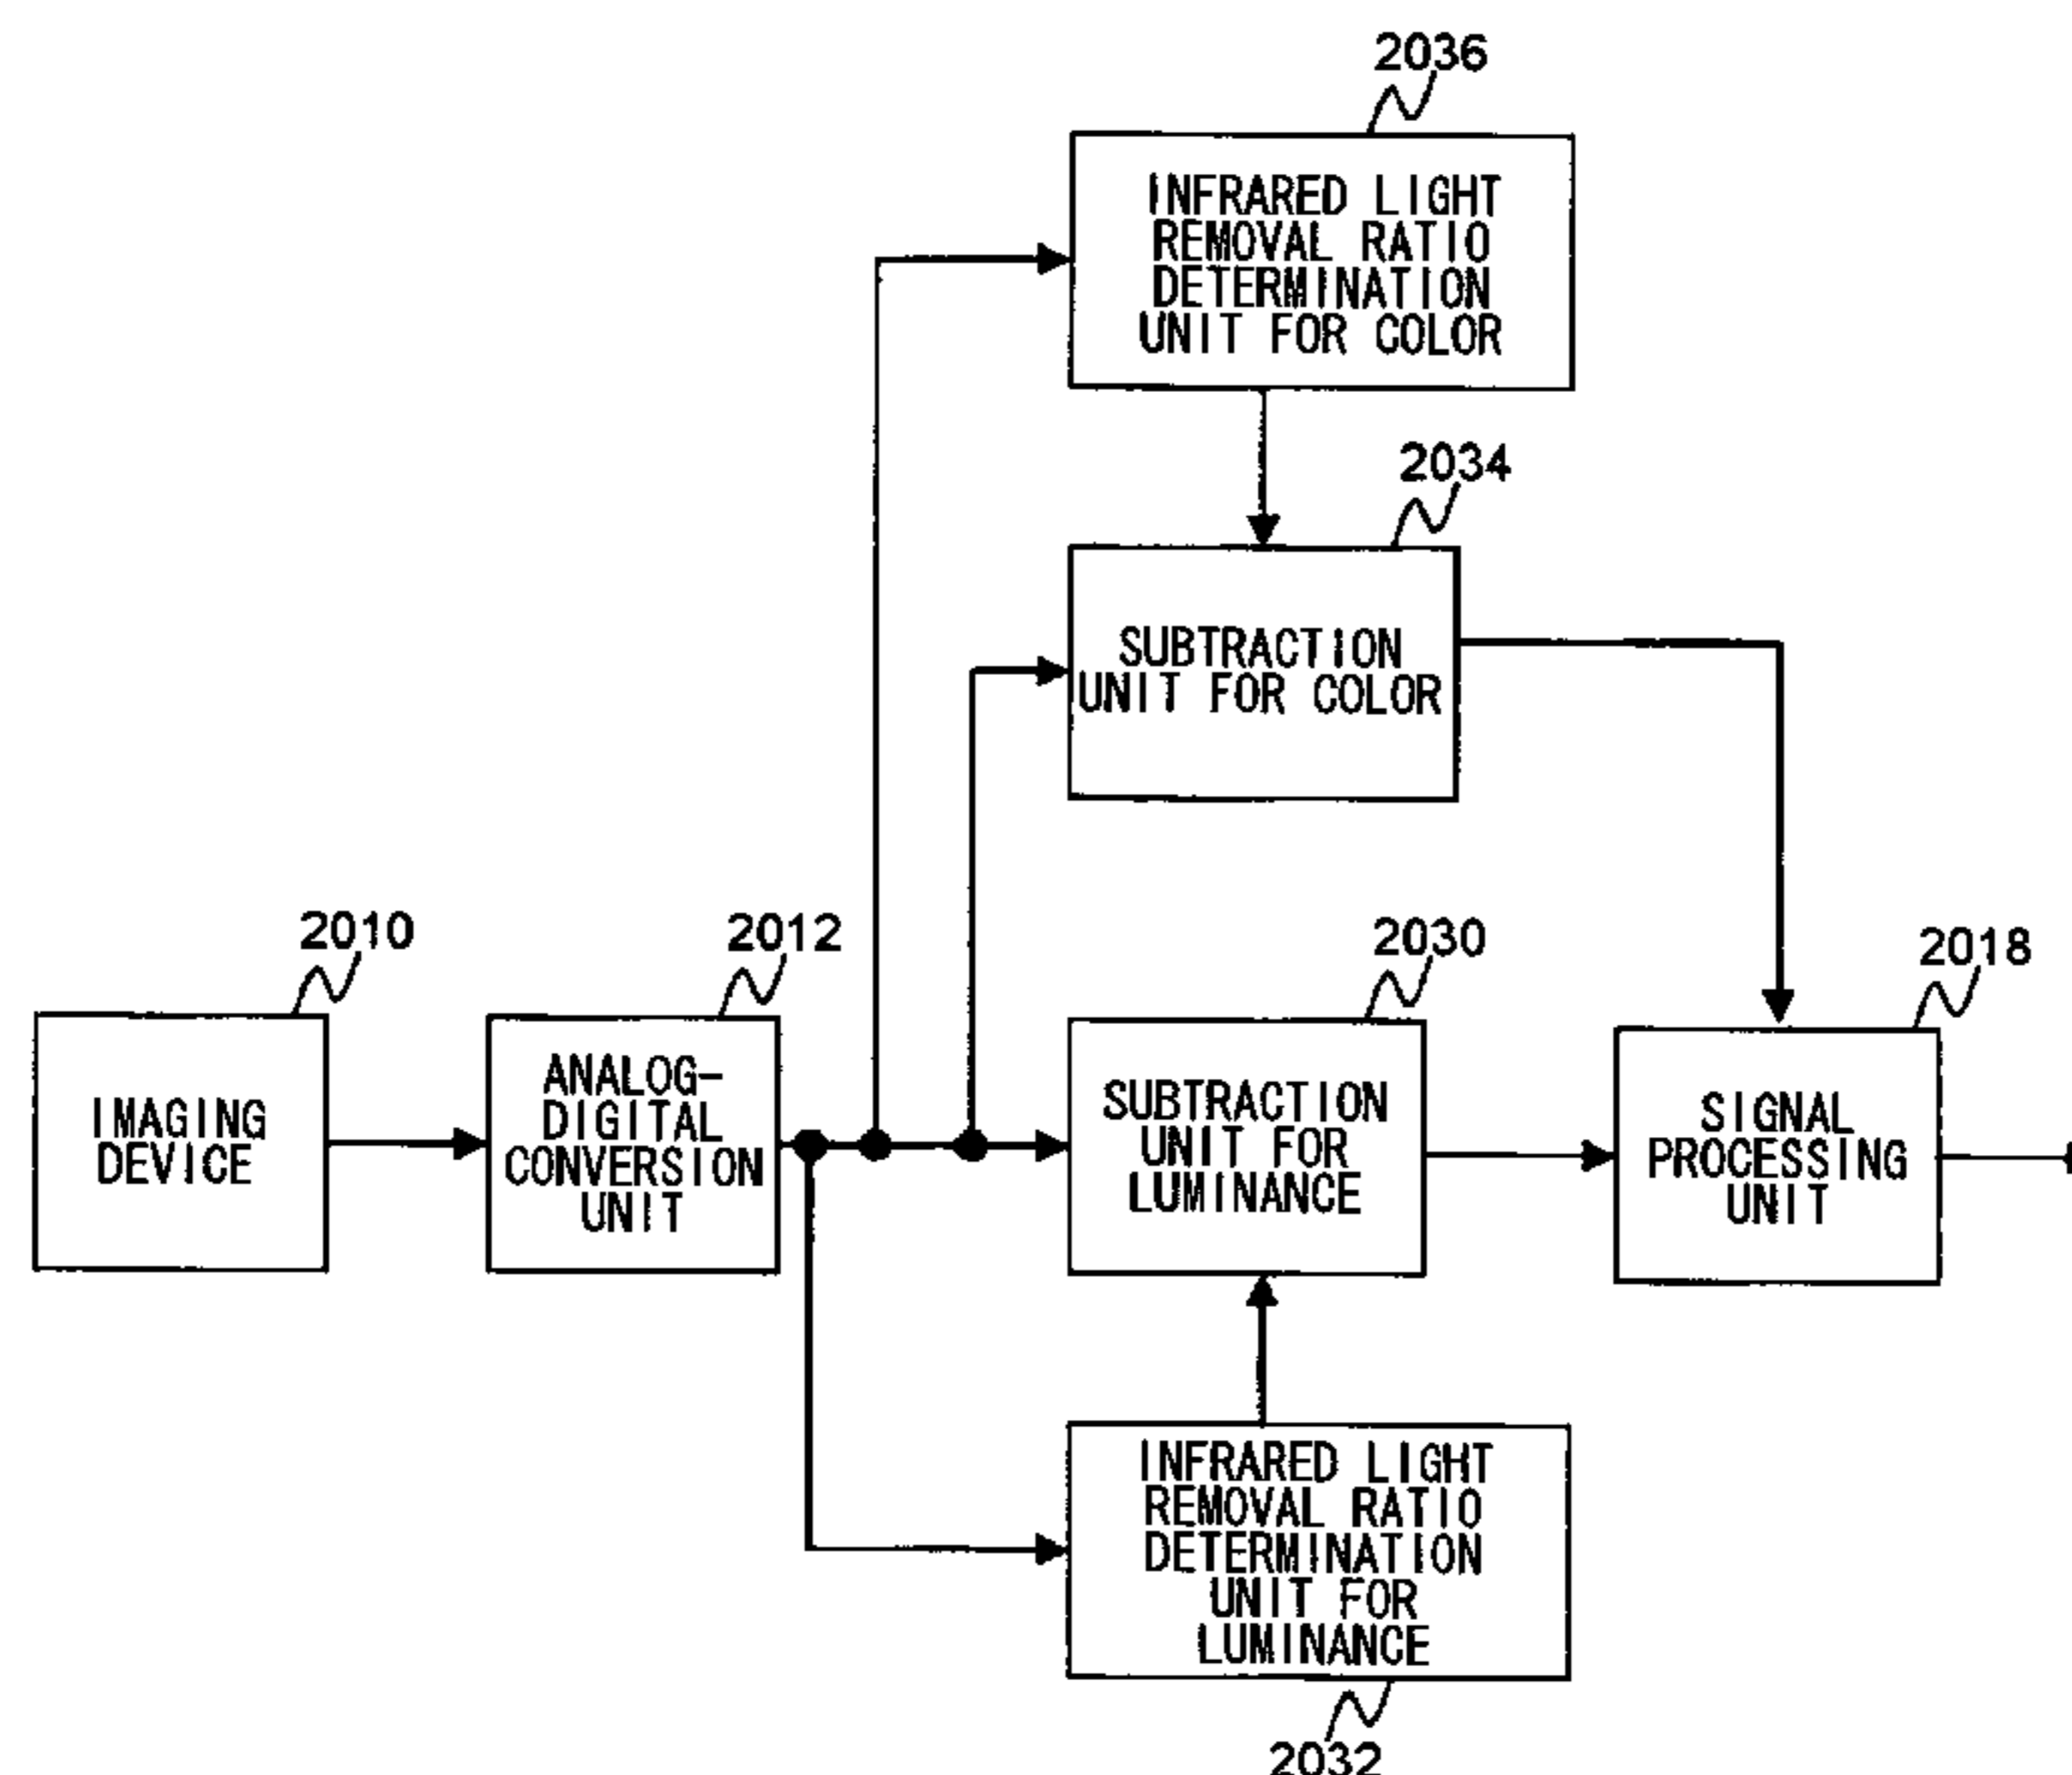 2036
INFRARED LIGHT
REMOVAL RATIO
DETERMINATION
UNIT FOR COLOR
2034
SUBTRACTION
UNIT FOR COLOR
2010
IMAGING
DEVICE
2012
ANALOG-
DIGITAL
CONVERSION
UNIT
2030
SUBTRACTION
UNIT FOR
LUMINANCE
2018
SIGNAL
PROCESSING
UNIT
INFRARED LIGHT
REMOVAL RATIO
DETERMINATION
UNIT FOR
LUMINANCE
2032